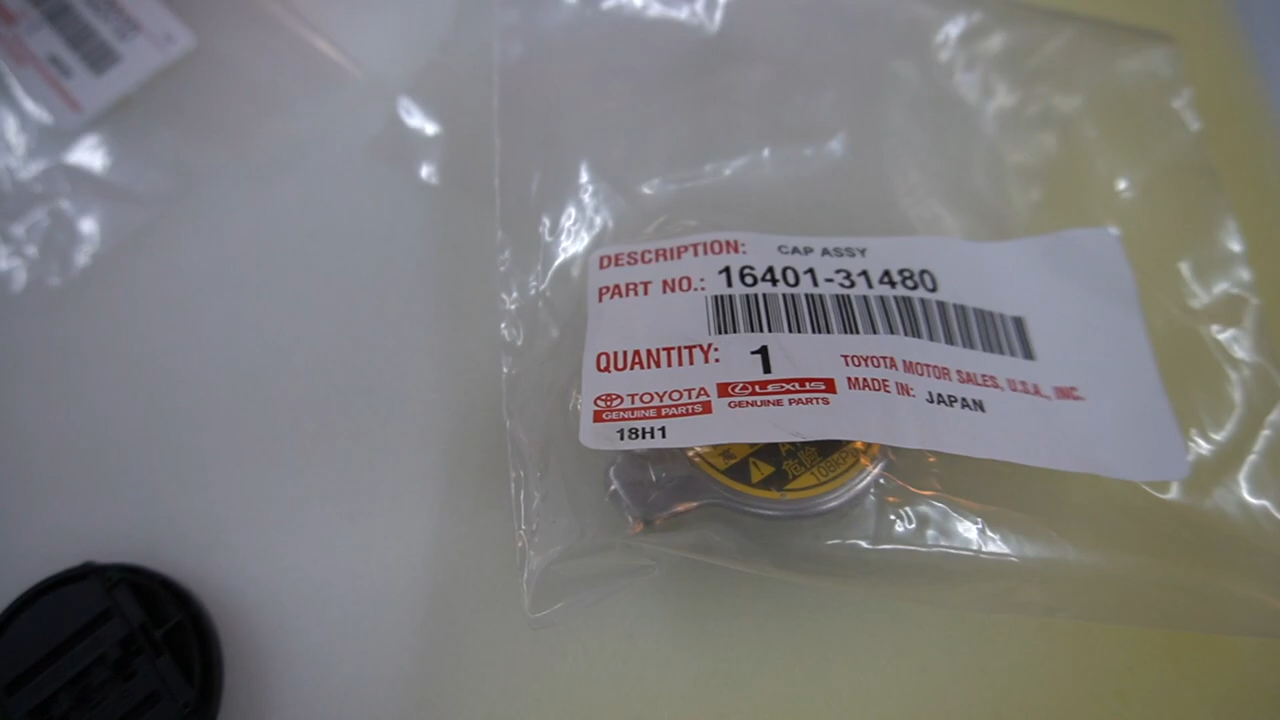 DESCRIPTION: CAP ASSY
PART NO.: 16401-31480
QUANTITY: 1
TOYOTA MOTOR SALES, U.S.A., INC.
MADE IN: JAPAN
TOYOTA
GENUINE PARTS
LEXUS
GENUINE PARTS
18H1
危険
108kPa